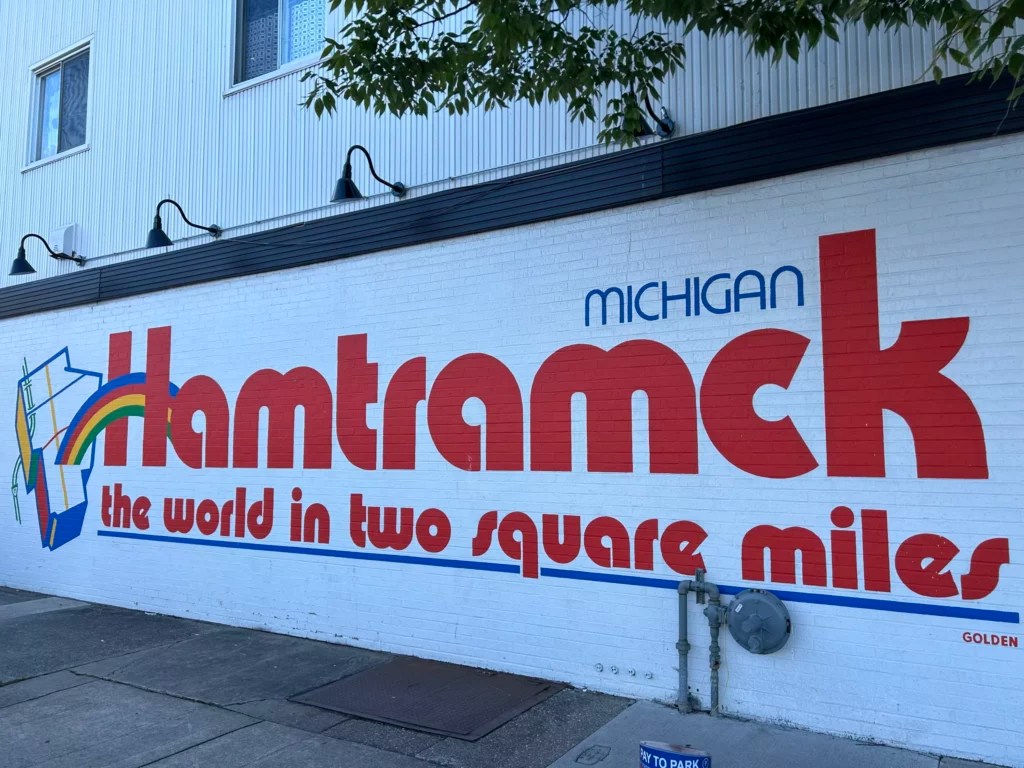 MICHIGAN
Hamtramck
the world in two square miles
GOLDEN
PAY TO PARK